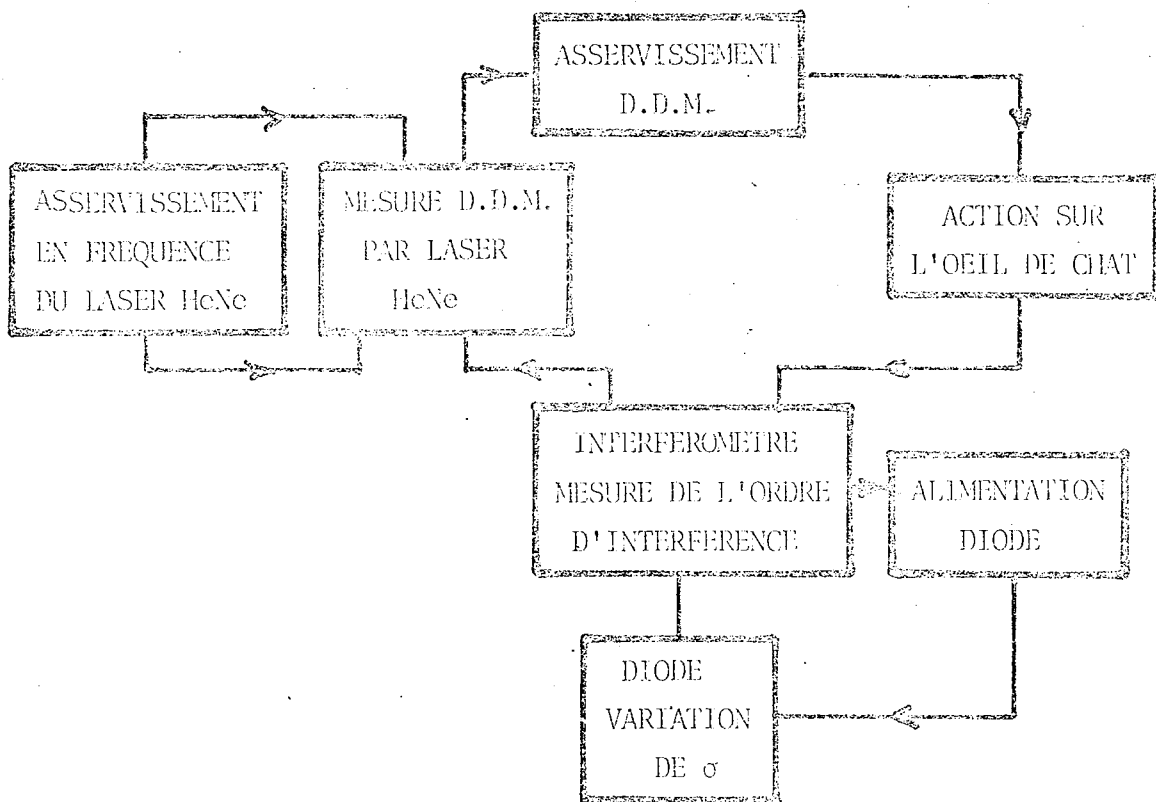 ASSERVISSEMENT
D.D.M.
ASSERVISSEMENT
EN FREQUENCE
DU LASER HeNe
MESURE D.D.M.
PAR LASER
HeNe
ACTION SUR
L'OEIL DE CHAT
INTERFEROMETRE
MESURE DE L'ORDRE
D'INTERFERENCE
ALIMENTATION
DIODE
DIODE
VARIATION
DE σ